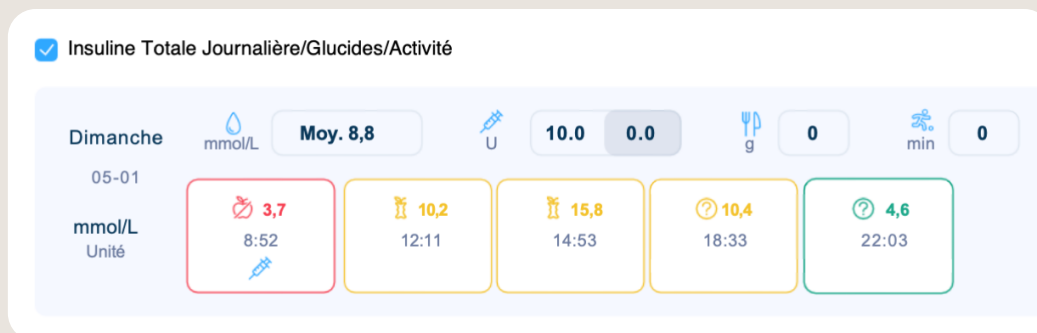 Insuline Totale Journalière/Glucides/Activité
Dimanche
05-01
mmol/L Moy. 8,8
U 10.0 0.0
g 0
min 0
mmol/L
Unité
3,7
8:52
10,2
12:11
15,8
14:53
10,4
18:33
4,6
22:03